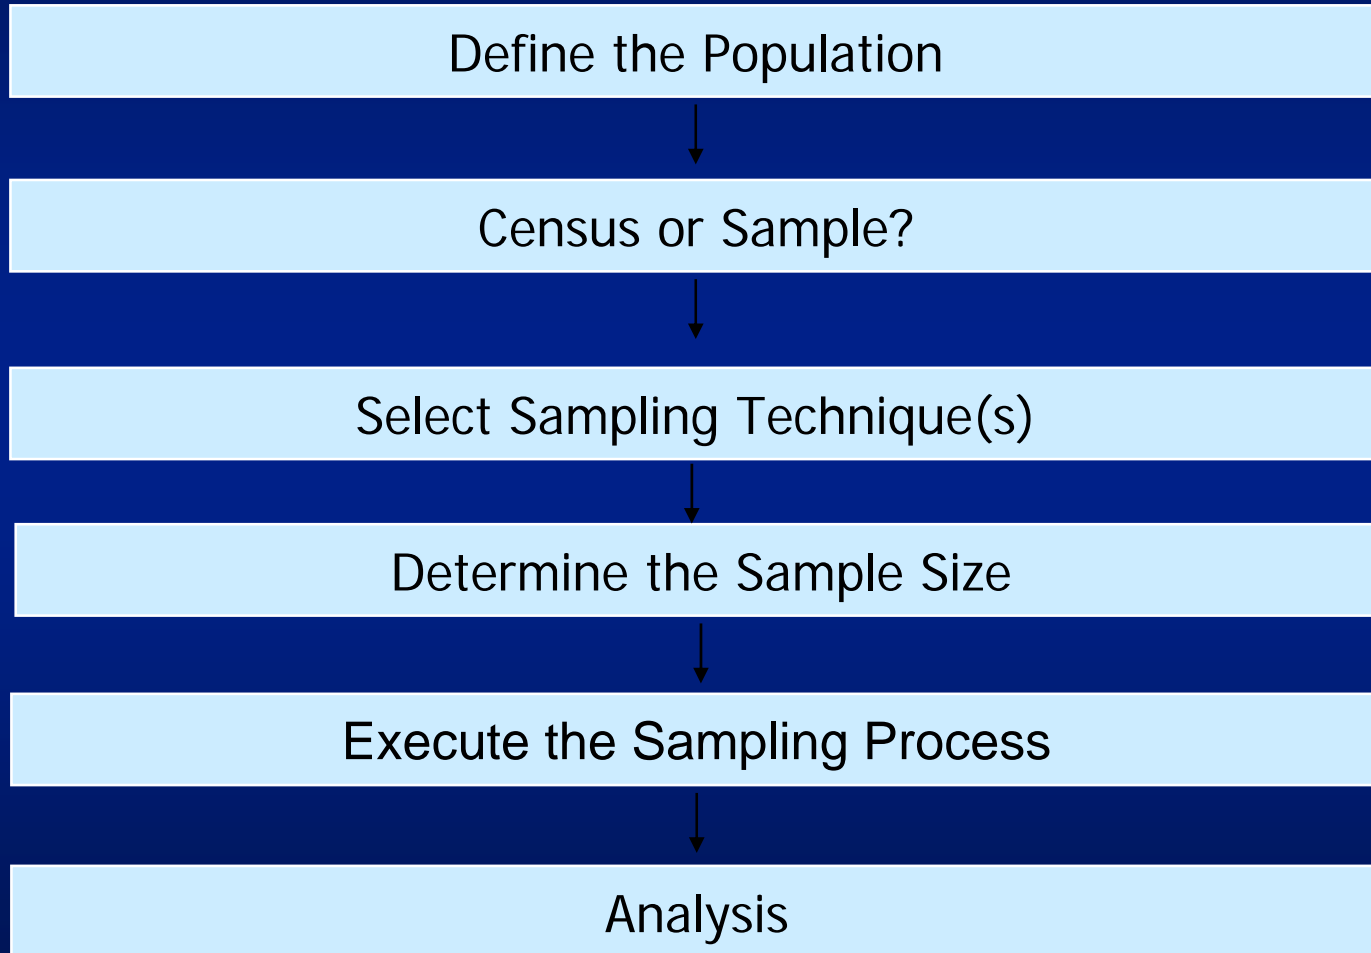 Define the Population
Census or Sample?
Select Sampling Technique(s)
Determine the Sample Size
Execute the Sampling Process
Analysis